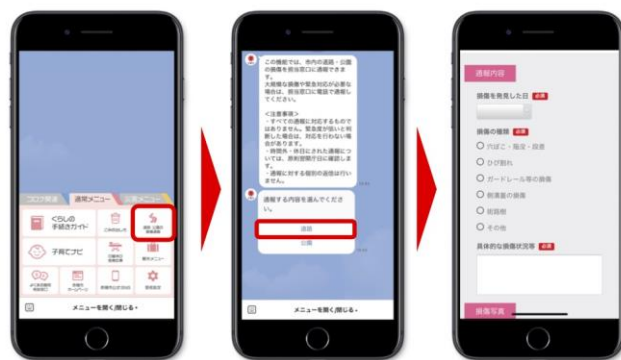 通常メニュー
くらしの
手続きガイド
ごみの出し方
子育てナビ
メニューを開く/閉じる
この機能では、市内の道路・公園
の損傷を担当窓口に通報できま
す。
大規模な損傷や緊急対応が必要な
場合は、担当窓口に電話で通報し
てください。
<注意事項>
・すべての通報に対応するもので
はありません。緊急度が低いと判
断した場合は、対応を行わない場
合があります。
・時間外・休日にされた通報につ
いては、原則翌開庁日に確認しま
す。
・通報に対する個別の返信は行い
ません。
通報する内容を選んでくださ
い。
道路
公園
メニューを開く/閉じる
通報内容
損傷を発見した日 必須
損傷の種類 必須
穴ぼこ・陥没・段差
ひび割れ
ガードレール等の損傷
側溝蓋の損傷
街路樹
その他
具体的な損傷状況等 必須
損傷写真